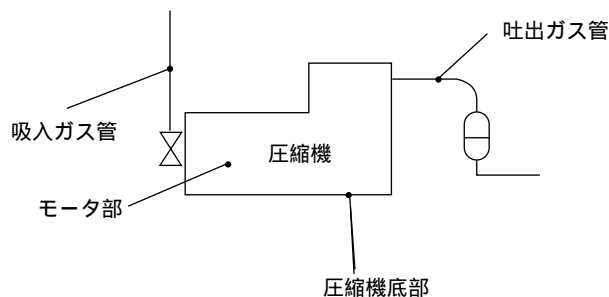 吐出ガス管
吸入ガス管
圧縮機
モータ部
圧縮機底部